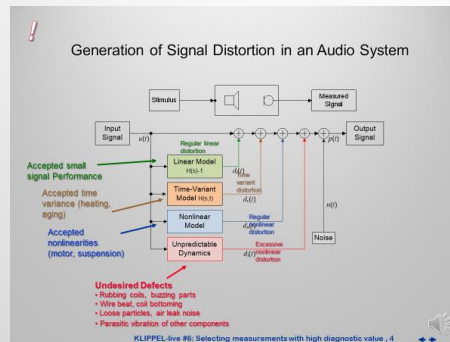 !
Generation of Signal Distortion in an Audio System
Stimulus
Measured
Signal
Input
Signal
u(t)
p(t)
Output
Signal
Regular linear
distortion
Accepted small
signal Performance
Linear Model
H(s)-1
Time
variant
distortion
Accepted time
variance (heating,
aging)
Time-Variant
Model H(s,t)
Accepted
nonlinearities
(motor, suspension)
Nonlinear
Model
Regular
nonlinear
distortion
n(t)
Unpredictable
Dynamics
Excessive
nonlinear
distortion
Noise
Undesired Defects
• Rubbing coils, buzzing parts
• Wire beat, coil bottoming
• Loose particles, air leak noise
• Parasitic vibration of other components
KLIPPEL-live #6: Selecting measurements with high diagnostic value , 4